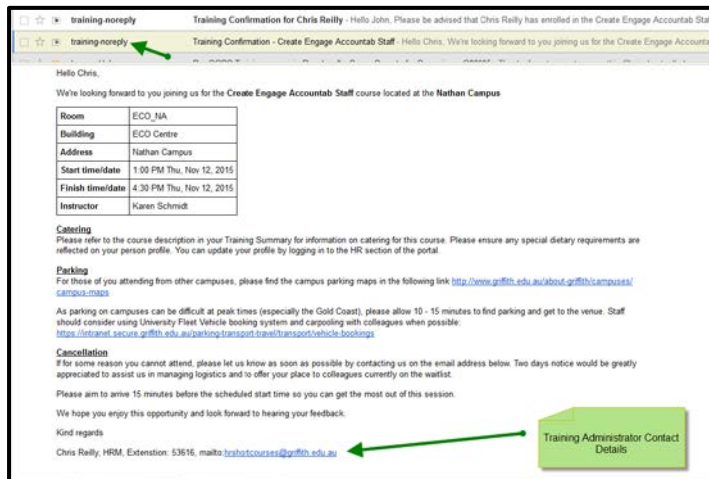 training-noreply Training Confirmation for Chris Reilly - Hello John, Please be advised that Chris Reilly has enrolled in the Create Engage Accountab Staf
training-noreply Training Confirmation - Create Engage Accountab Staff - Hello Chris, We're looking forward to you joining us for the Create Engage Accounta
Hello Chris,
We're looking forward to you joining us for the Create Engage Accountab Staff course located at the Nathan Campus
Room ECO_NA
Building ECO Centre
Address Nathan Campus
Start time/date 1:00 PM Thu, Nov 12, 2015
Finish time/date 4:30 PM Thu, Nov 12, 2015
Instructor Karen Schmidt
Catering
Please refer to the course description in your Training Summary for information on catering for this course. Please ensure any special dietary requirements are
reflected on your person profile. You can update your profile by logging in to the HR section of the portal.
Parking
For those of you attending from other campuses, please find the campus parking maps in the following link http://www.griffith.edu.au/about-griffith/campuses/
campus-maps
As parking on campuses can be difficult at peak times (especially the Gold Coast), please allow 10 - 15 minutes to find parking and get to the venue. Staff
should consider using University Fleet Vehicle booking system and carpooling with colleagues when possible:
https://intranet.secure.griffith.edu.au/parking-transport-travel/transport/vehicle-bookings
Cancellation
If for some reason you cannot attend, please let us know as soon as possible by contacting us on the email address below. Two days notice would be greatly
appreciated to assist us in managing logistics and to offer your place to colleagues currently on the waitlist.
Please aim to arrive 15 minutes before the scheduled start time so you can get the most out of this session.
We hope you enjoy this opportunity and look forward to hearing your feedback.
Kind regards
Chris Reilly, HRM, Extenstion: 53616, mailto:hrshortcourses@griffith.edu.au
Training Administrator Contact
Details